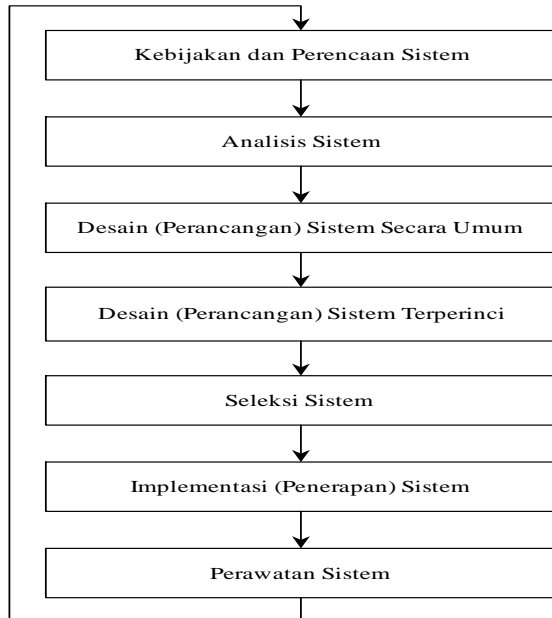 Kebijakan dan Perencaan Sistem
Analisis Sistem
Desain (Perancangan) Sistem Secara Umum
Desain (Perancangan) Sistem Terperinci
Seleksi Sistem
Implementasi (Penerapan) Sistem
Perawatan Sistem